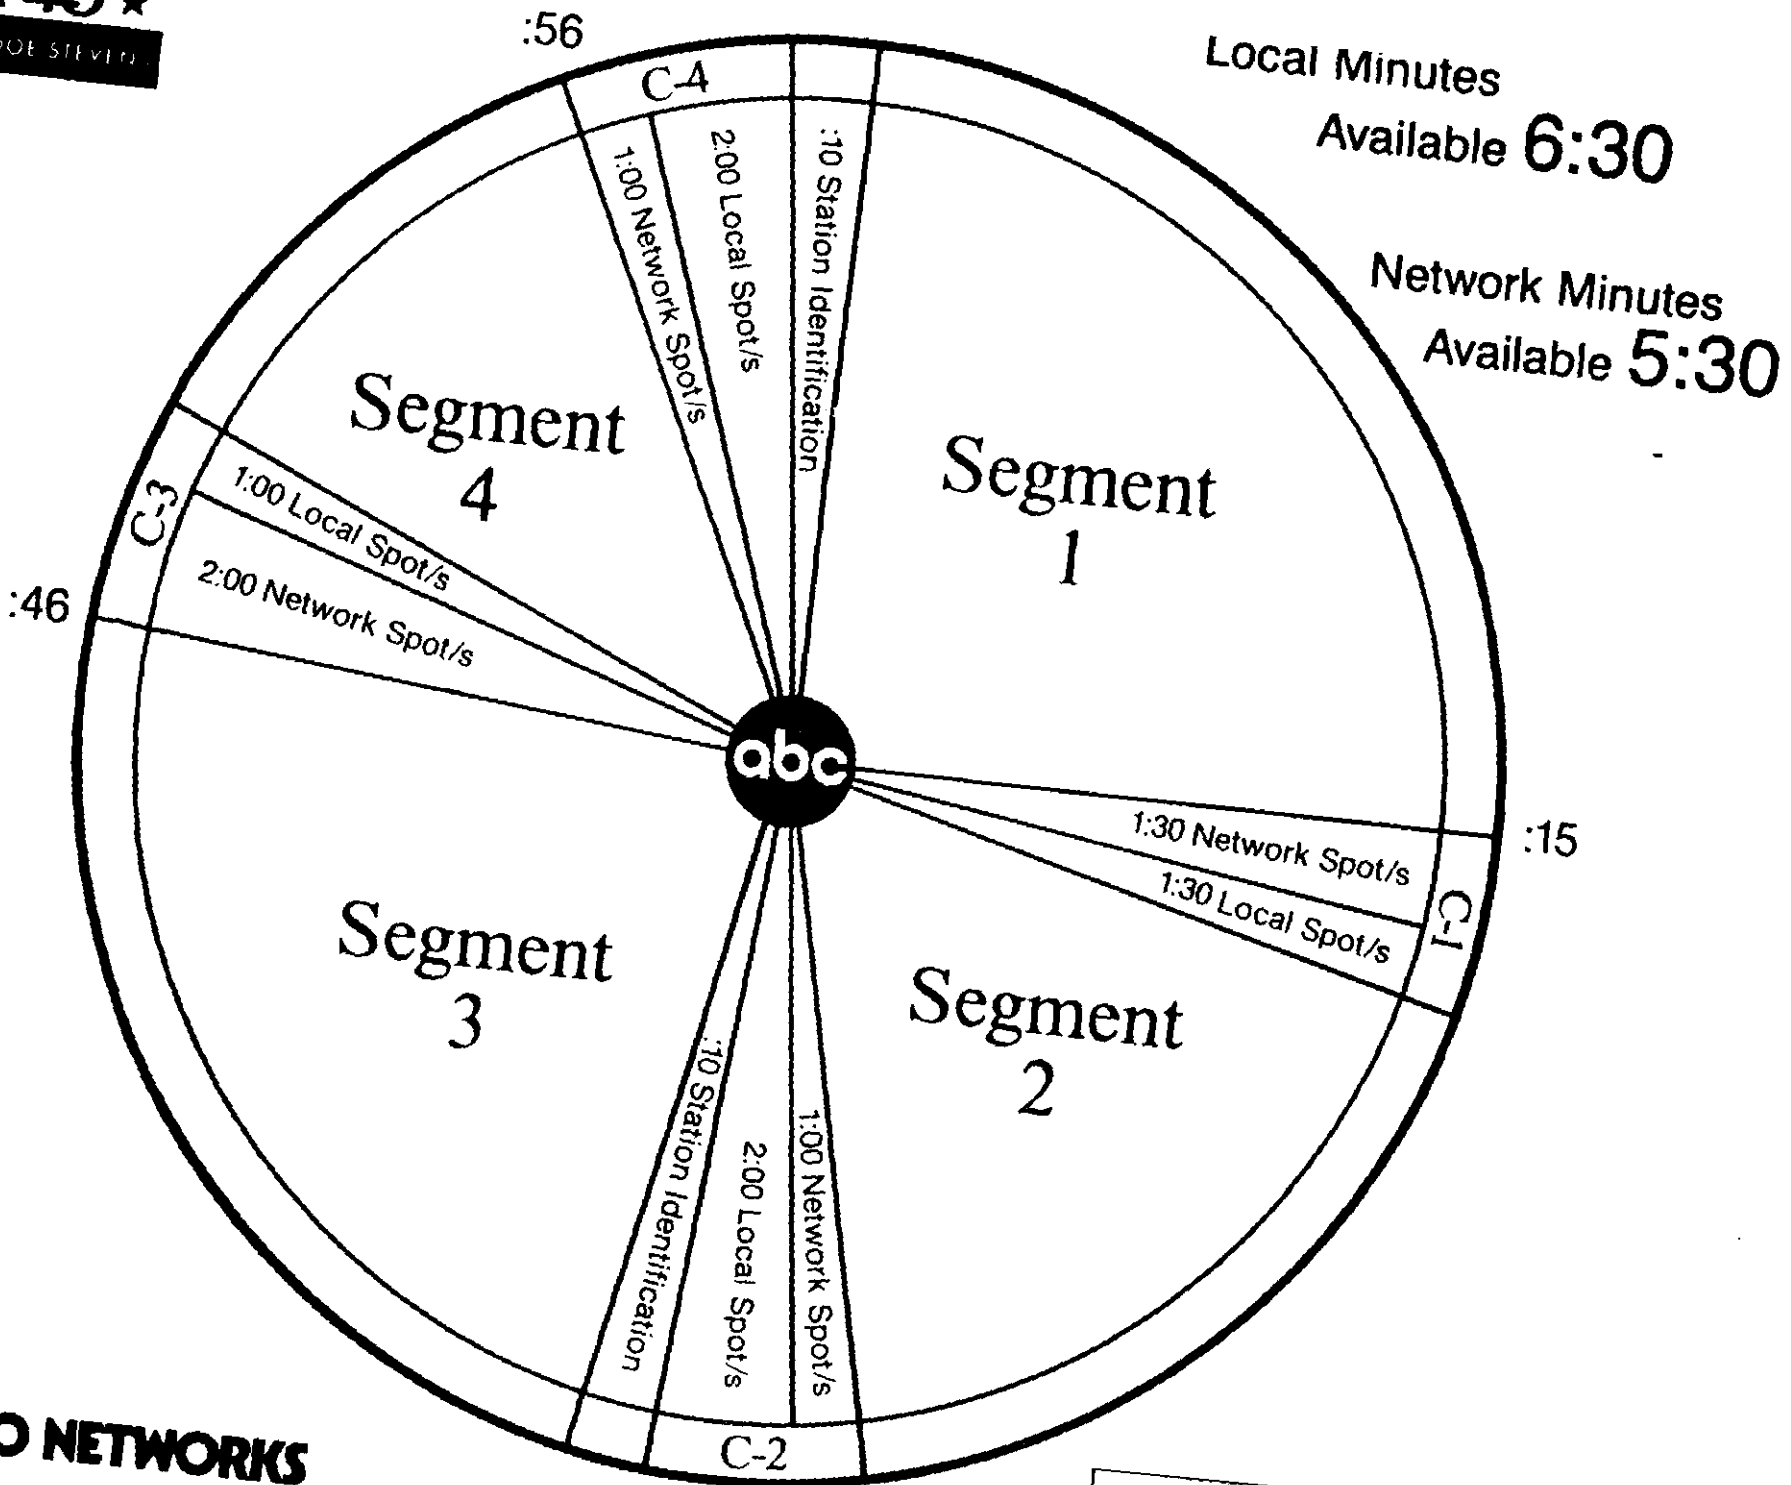 :56
Local Minutes
Available 6:30
Network Minutes
Available 5:30
C-4
1:00 Network Spot/s
2:00 Local Spot/s
:10 Station Identification
Segment
1
Segment
4
C-3
1:00 Local Spot/s
2:00 Network Spot/s
:46
abc
1:30 Network Spot/s
1:30 Local Spot/s
:15
C-1
Segment
3
Segment
2
:10 Station Identification
2:00 Local Spot/s
1:00 Network Spot/s
C-2
NETWORKS